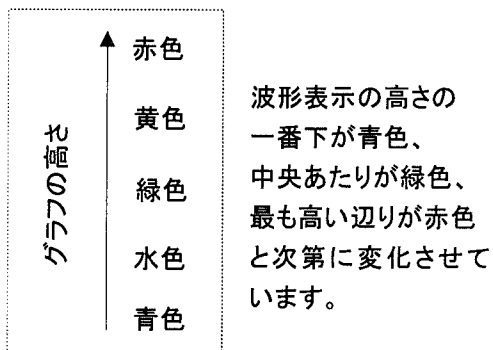 グラフの高さ
赤色
黄色
緑色
水色
青色
波形表示の高さの
一番下が青色、
中央あたりが緑色、
最も高い辺りが赤色
と次第に変化させて
います。